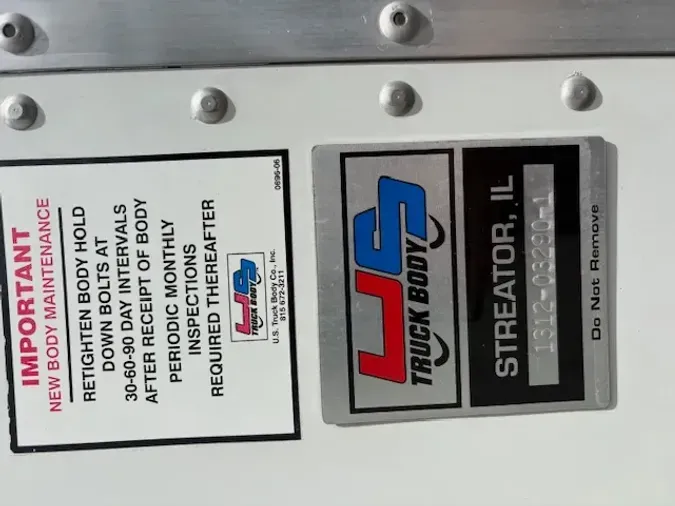 IMPORTANT
NEW BODY MAINTENANCE
RETIGHTEN BODY HOLD
DOWN BOLTS AT
30-60-90 DAY INTERVALS
AFTER RECEIPT OF BODY
PERIODIC MONTHLY
INSPECTIONS
REQUIRED THEREAFTER
US
TRUCK BODY
U.S. Truck Body Co., Inc.
815 672-3211
0696-06
US
TRUCK BODY
STREATOR, IL
1312-03290-1
Do Not Remove